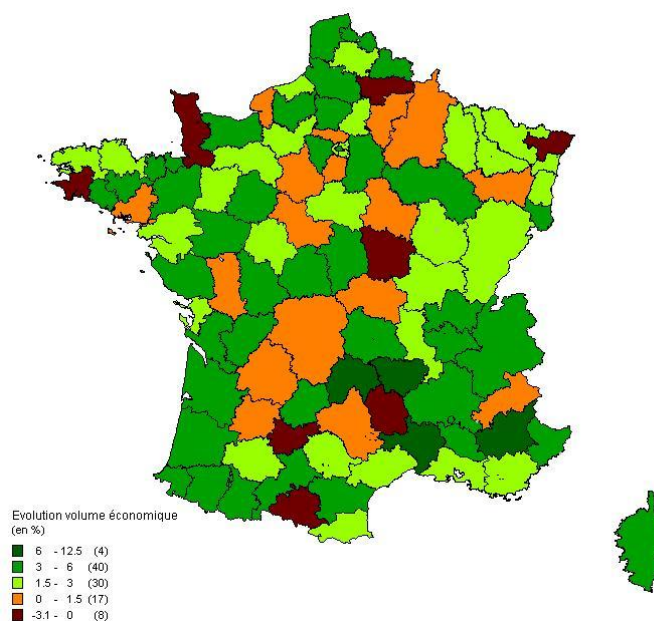 Evolution volume économique
(en %)
6 - 12.5 (4)
3 - 6 (40)
1.5 - 3 (30)
0 - 1.5 (17)
-3.1 - 0 (8)